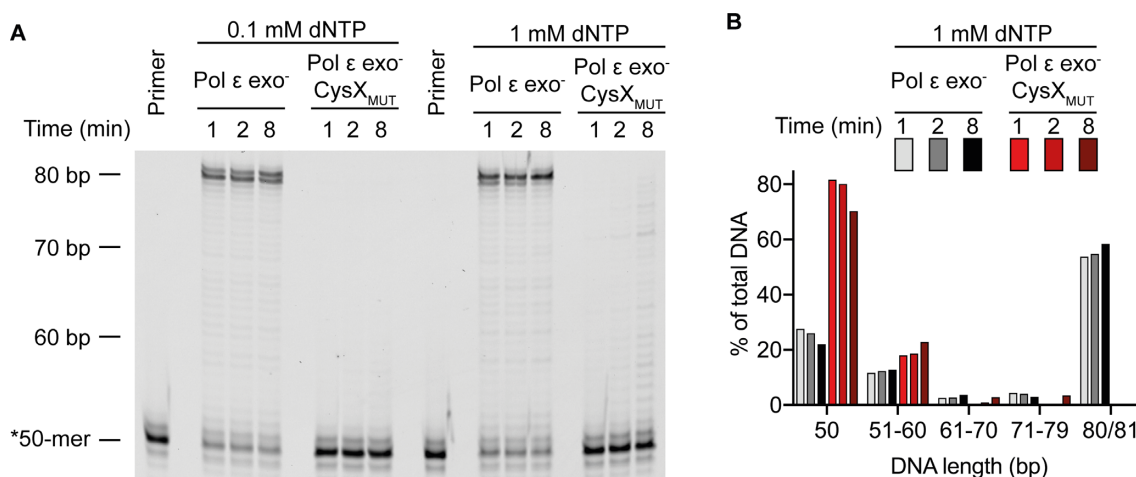 A
0.1 mM dNTP
1 mM dNTP
Primer
Pol ε exo⁻
Pol ε exo⁻
CysX_MUT
Primer
Pol ε exo⁻
Pol ε exo⁻
CysX_MUT
Time (min)
1 2 8
1 2 8
1 2 8
1 2 8
80 bp
70 bp
60 bp
*50-mer
B
1 mM dNTP
Pol ε exo⁻
Pol ε exo⁻
CysX_MUT
Time (min)
1 2 8
1 2 8
% of total DNA
80
60
40
20
0
50 51-60 61-70 71-79 80/81
DNA length (bp)